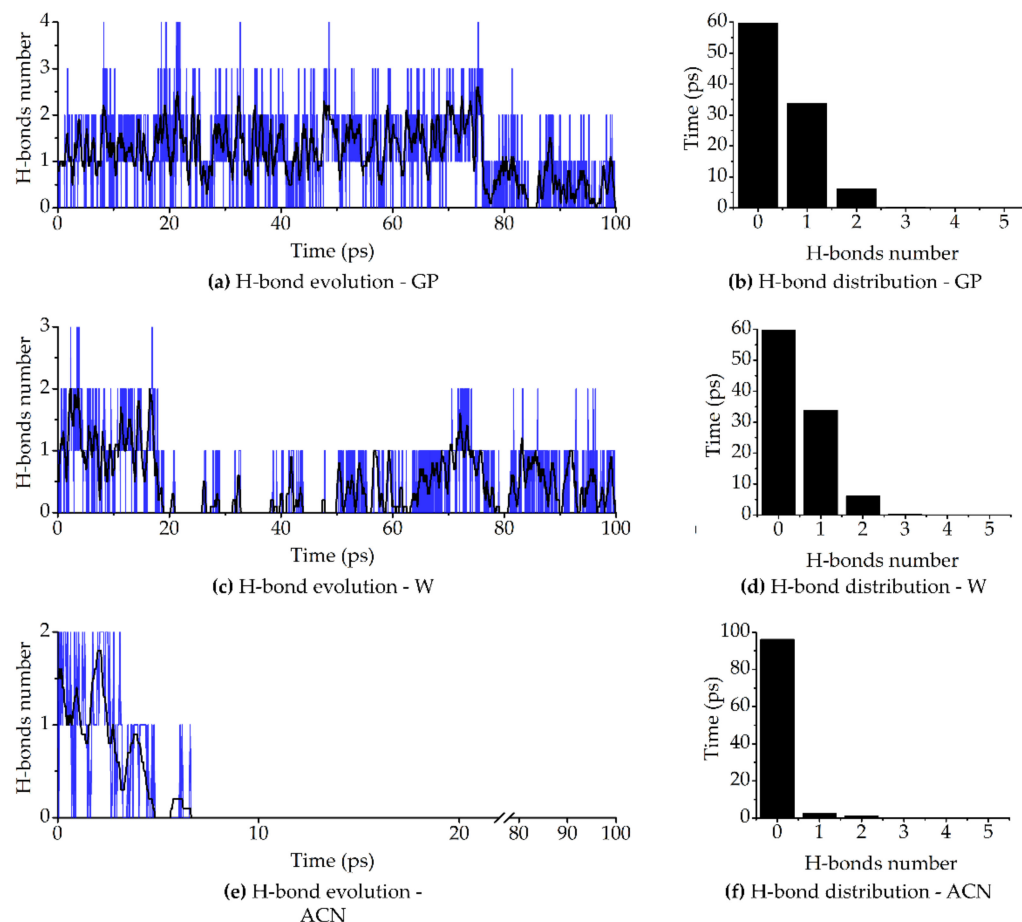 H-bonds number
4
3
2
1
0
0 20 40 60 80 100
Time (ps)
(a) H-bond evolution - GP
Time (ps)
60
50
40
30
20
10
0
0 1 2 3 4 5
H-bonds number
(b) H-bond distribution - GP
H-bonds number
3
2
1
0
0 20 40 60 80 100
Time (ps)
(c) H-bond evolution - W
Time (ps)
60
50
40
30
20
10
0
0 1 2 3 4 5
H-bonds number
(d) H-bond distribution - W
H-bonds number
2
1
0
0 10 20 80 90 100
Time (ps)
(e) H-bond evolution -
ACN
Time (ps)
100
80
60
40
20
0
0 1 2 3 4 5
H-bonds number
(f) H-bond distribution - ACN